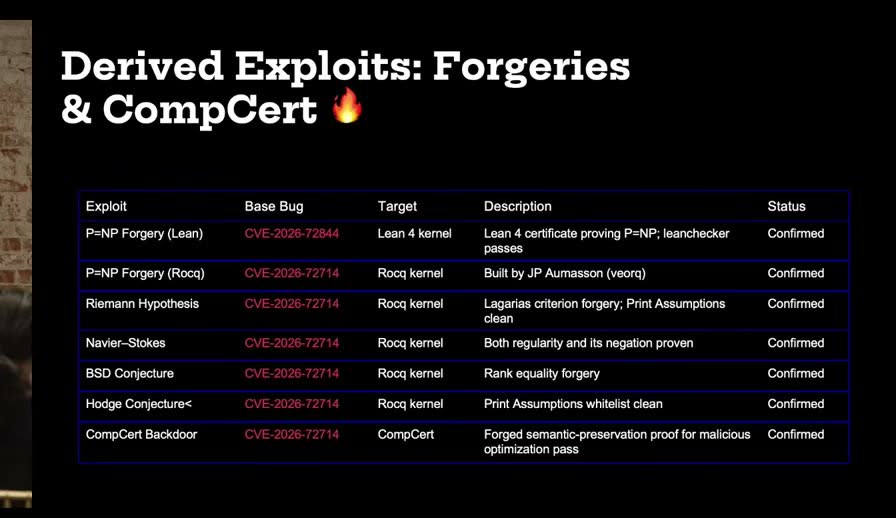 Derived Exploits: Forgeries
& CompCert 🔥
Exploit Base Bug Target Description Status
P=NP Forgery (Lean) CVE-2026-72844 Lean 4 kernel Lean 4 certificate proving P=NP; leanchecker passes Confirmed
P=NP Forgery (Rocq) CVE-2026-72714 Rocq kernel Built by JP Aumasson (veorq) Confirmed
Riemann Hypothesis CVE-2026-72714 Rocq kernel Lagarias criterion forgery; Print Assumptions clean Confirmed
Navier–Stokes CVE-2026-72714 Rocq kernel Both regularity and its negation proven Confirmed
BSD Conjecture CVE-2026-72714 Rocq kernel Rank equality forgery Confirmed
Hodge Conjecture< CVE-2026-72714 Rocq kernel Print Assumptions whitelist clean Confirmed
CompCert Backdoor CVE-2026-72714 CompCert Forged semantic-preservation proof for malicious optimization pass Confirmed